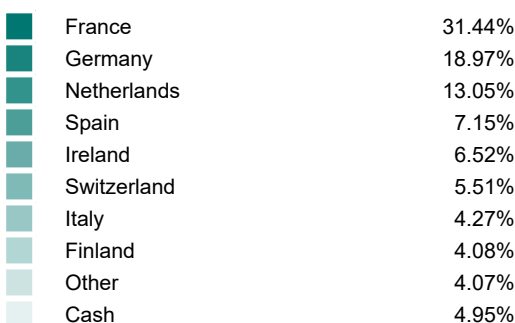 France 31.44%
Germany 18.97%
Netherlands 13.05%
Spain 7.15%
Ireland 6.52%
Switzerland 5.51%
Italy 4.27%
Finland 4.08%
Other 4.07%
Cash 4.95%